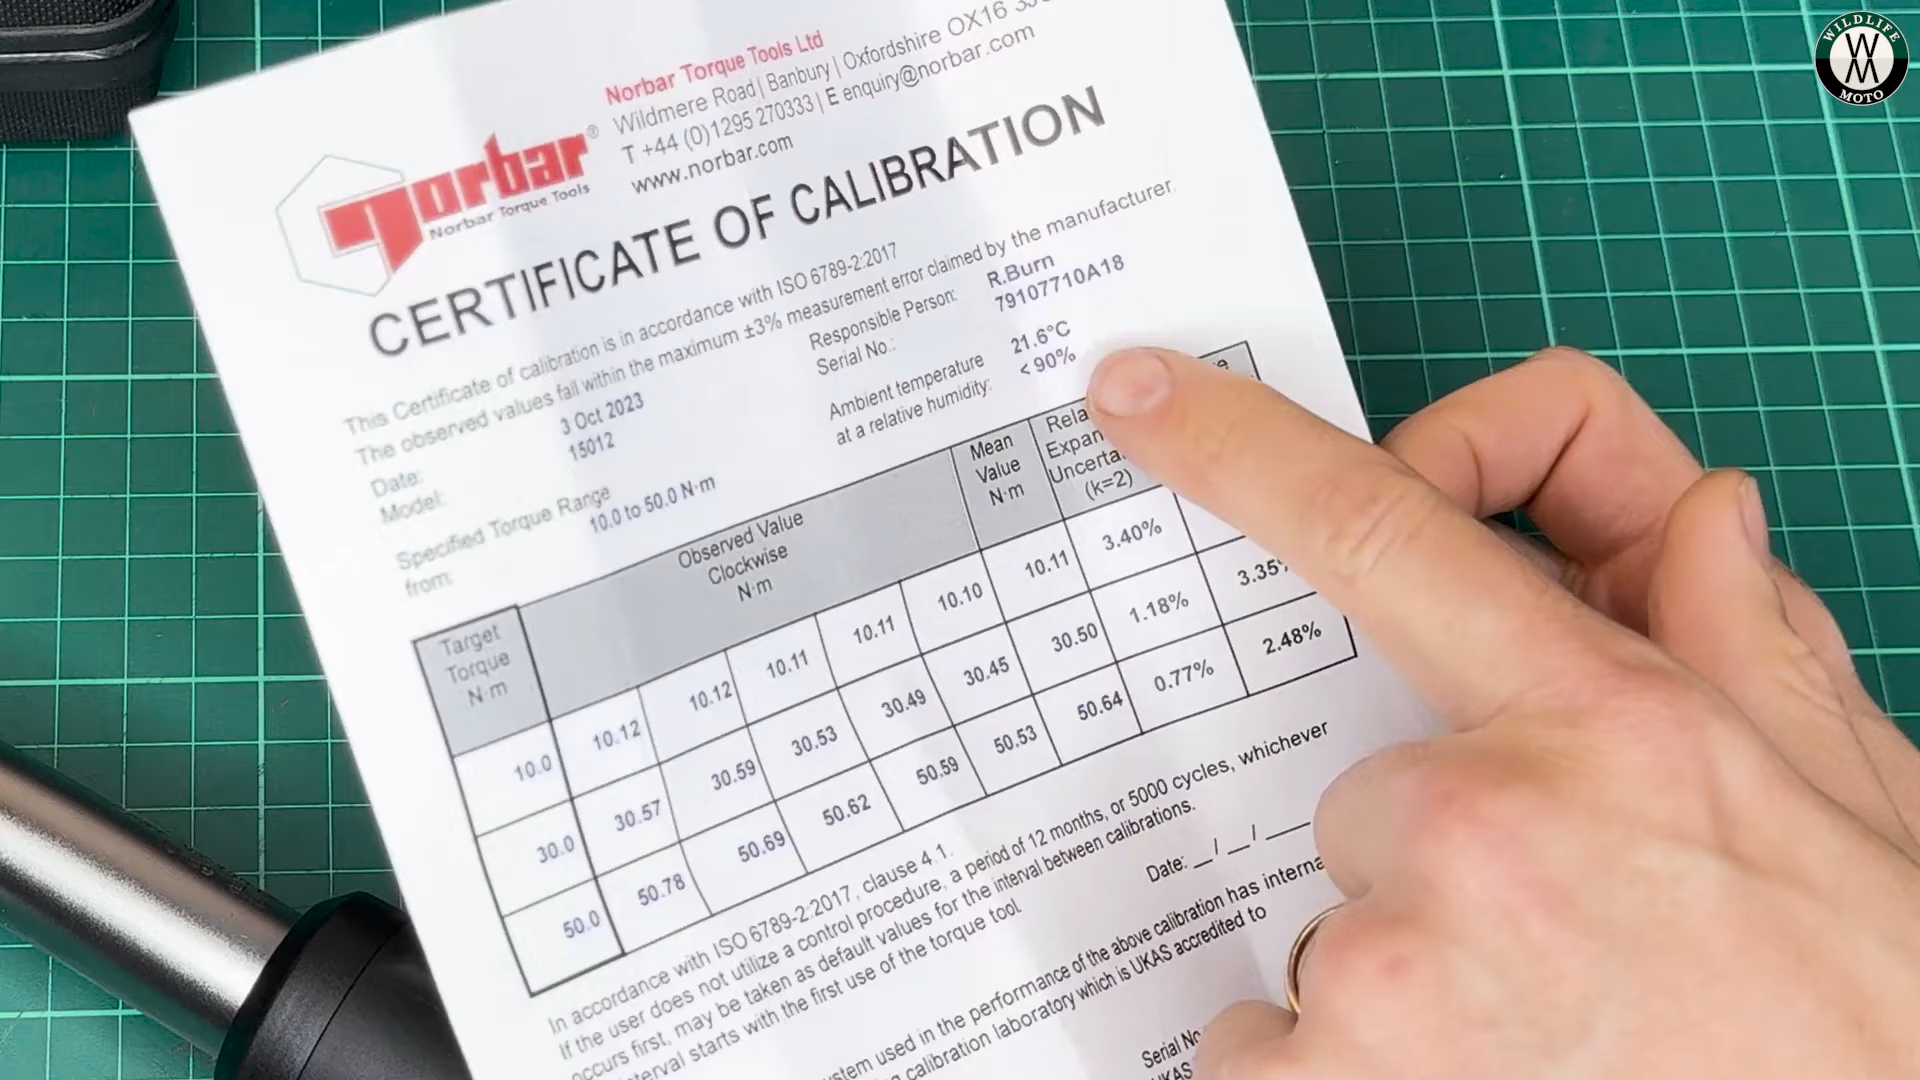 WILDLIFE
MOTO
Norbar Torque Tools Ltd
Wildmere Road | Banbury | Oxfordshire OX16
T +44 (0)1295 270333 | E enquiry@norbar.com
www.norbar.com
norbar®
Norbar Torque Tools
CERTIFICATE OF CALIBRATION
This Certificate of calibration is in accordance with ISO 6789-2:2017
The observed values fall within the maximum ±3% measurement error claimed by the manufacturer.
Date: 3 Oct 2023
Model: 15012
Responsible Person: R.Burn
Serial No.: 79107710A18
Specified Torque Range
from: 10.0 to 50.0 N·m
Ambient temperature 21.6°C
at a relative humidity: < 90%
Target
Torque
N·m
Observed Value
Clockwise
N·m
Mean
Value
N·m
(k=2)
10.0 10.12 10.12 10.11 10.11 10.10 10.11 3.40%
30.0 30.57 30.59 30.53 30.49 30.45 30.50 1.18% 3.35
50.0 50.78 50.69 50.62 50.59 50.53 50.64 0.77% 2.48%
In accordance with ISO 6789-2:2017, clause 4.1.
If the user does not utilize a control procedure, a period of 12 months, or 5000 cycles, whichever
occurs first, may be taken as default values for the interval between calibrations.
interval starts with the first use of the torque tool
Date: __ / __ / ____
used in the performance of the above calibration has
calibration laboratory which is UKAS accredited to
Serial No
UKAS